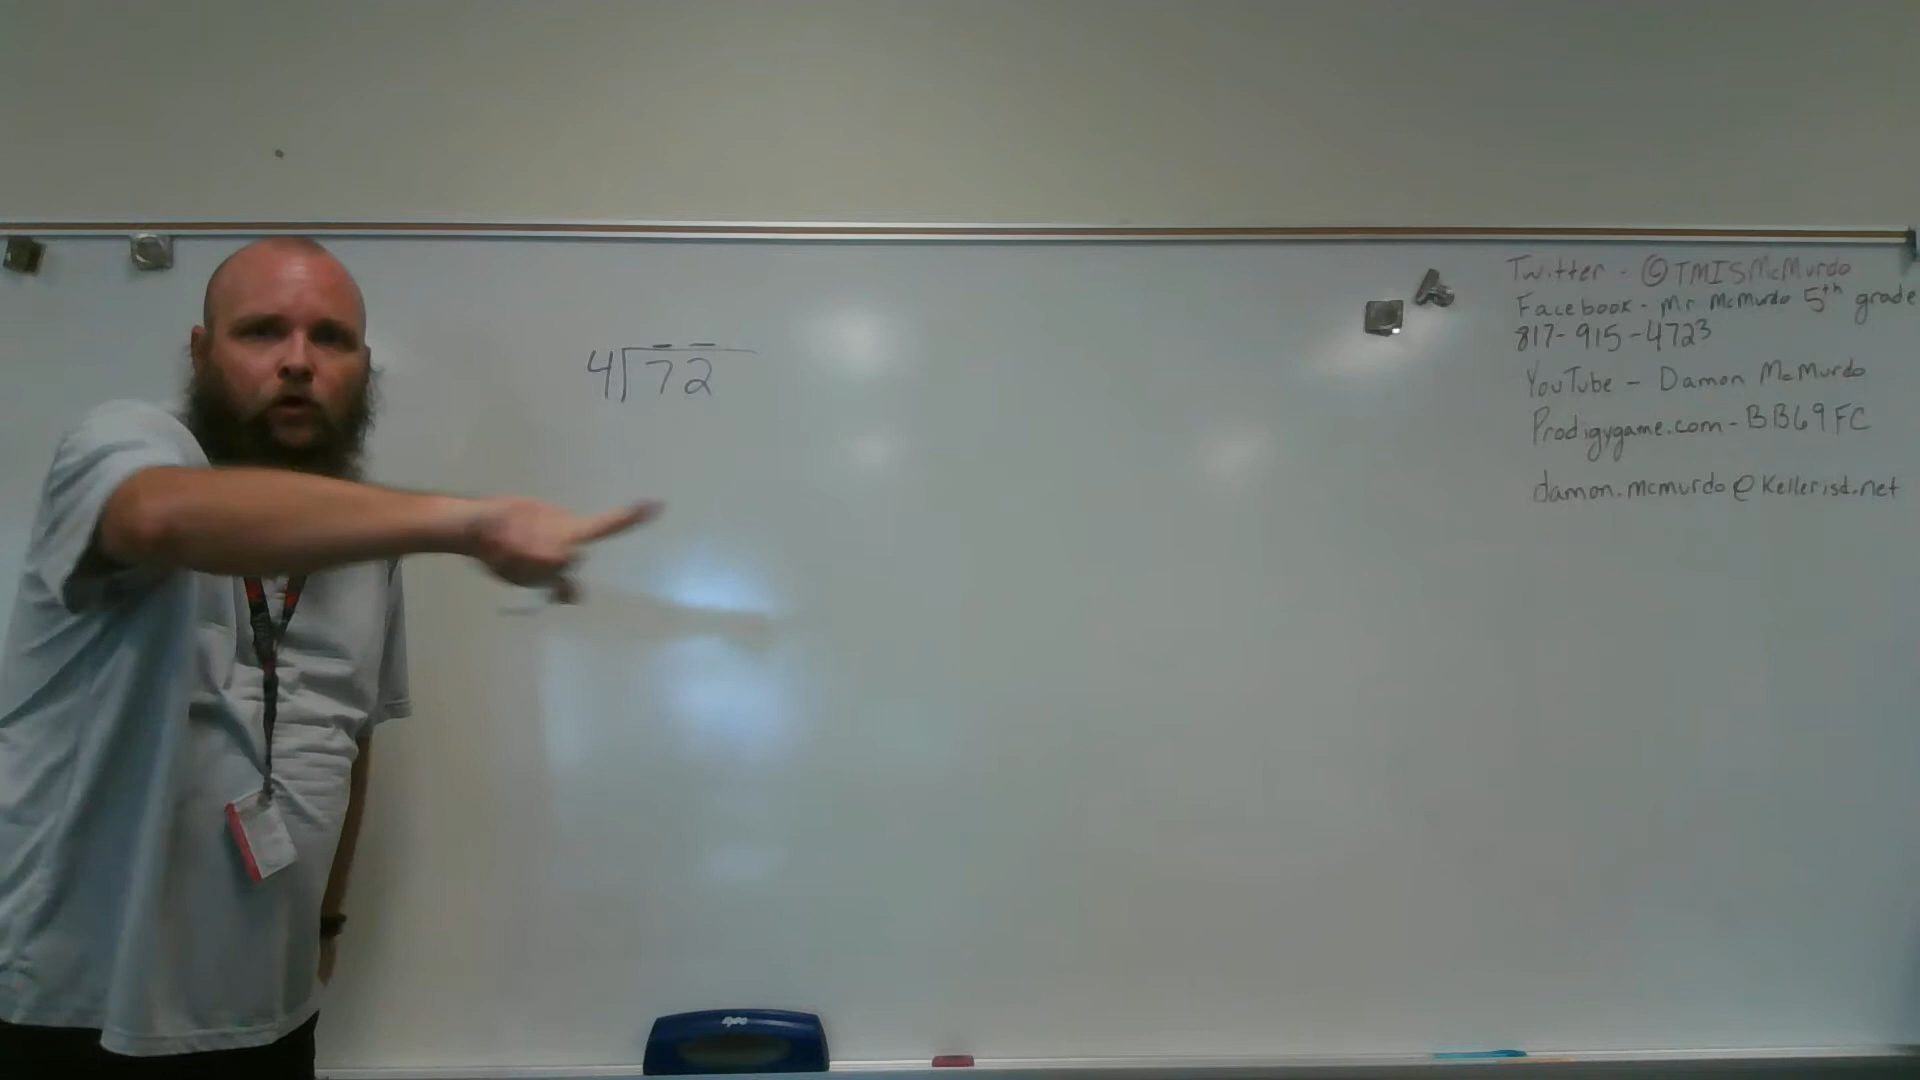 4)72
Twitter - @TMISMcMurdo
Facebook - Mr McMurdo 5th grade
817-915-4723
YouTube - Damon McMurdo
Prodigygame.com - BB69FC
damon.mcmurdo@kellerisd.net
expo